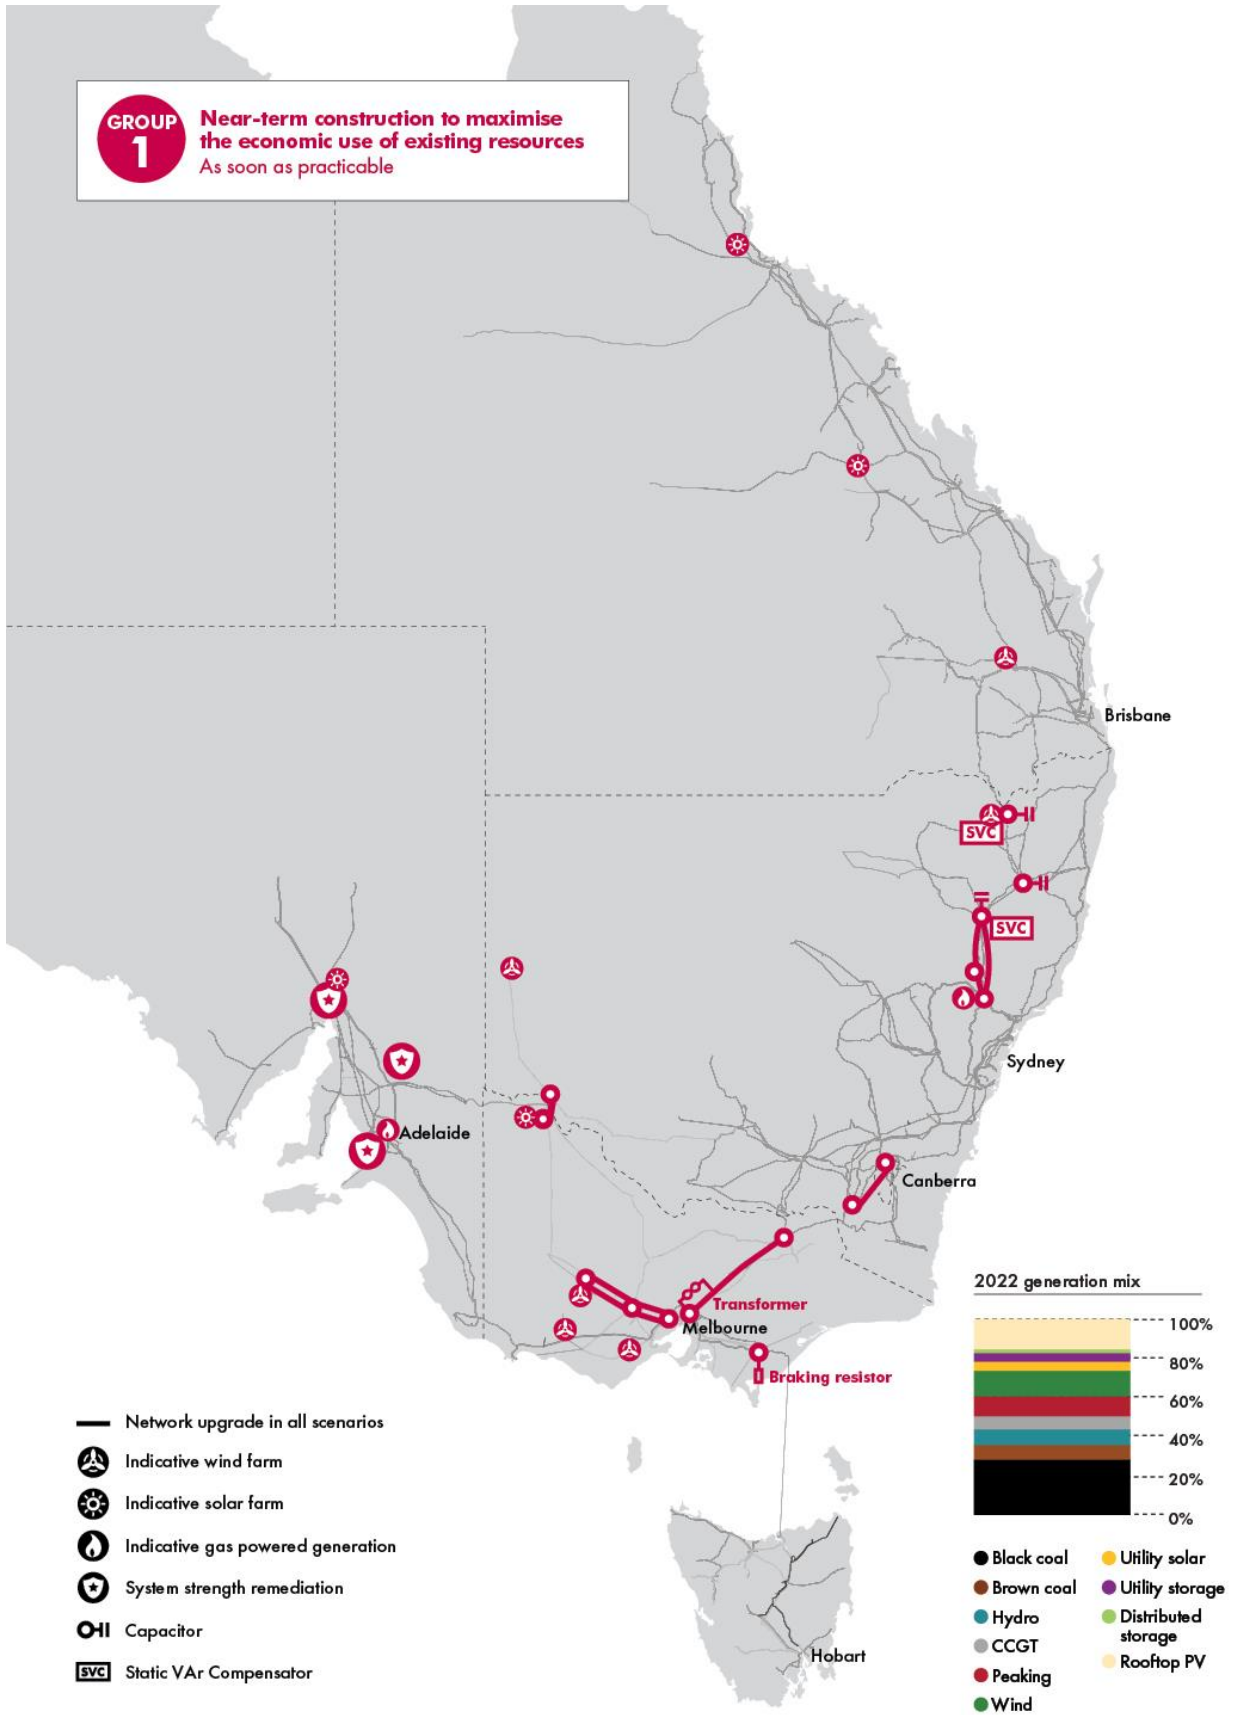 GROUP
1
Near-term construction to maximise
the economic use of existing resources
As soon as practicable
Brisbane
SVC
SVC
Sydney
Adelaide
Canberra
Transformer
Melbourne
Braking resistor
Hobart
Network upgrade in all scenarios
Indicative wind farm
Indicative solar farm
Indicative gas powered generation
System strength remediation
Capacitor
SVC Static VAr Compensator
2022 generation mix
100%
80%
60%
40%
20%
0%
Black coal
Brown coal
Hydro
CCGT
Peaking
Wind
Utility solar
Utility storage
Distributed
storage
Rooftop PV